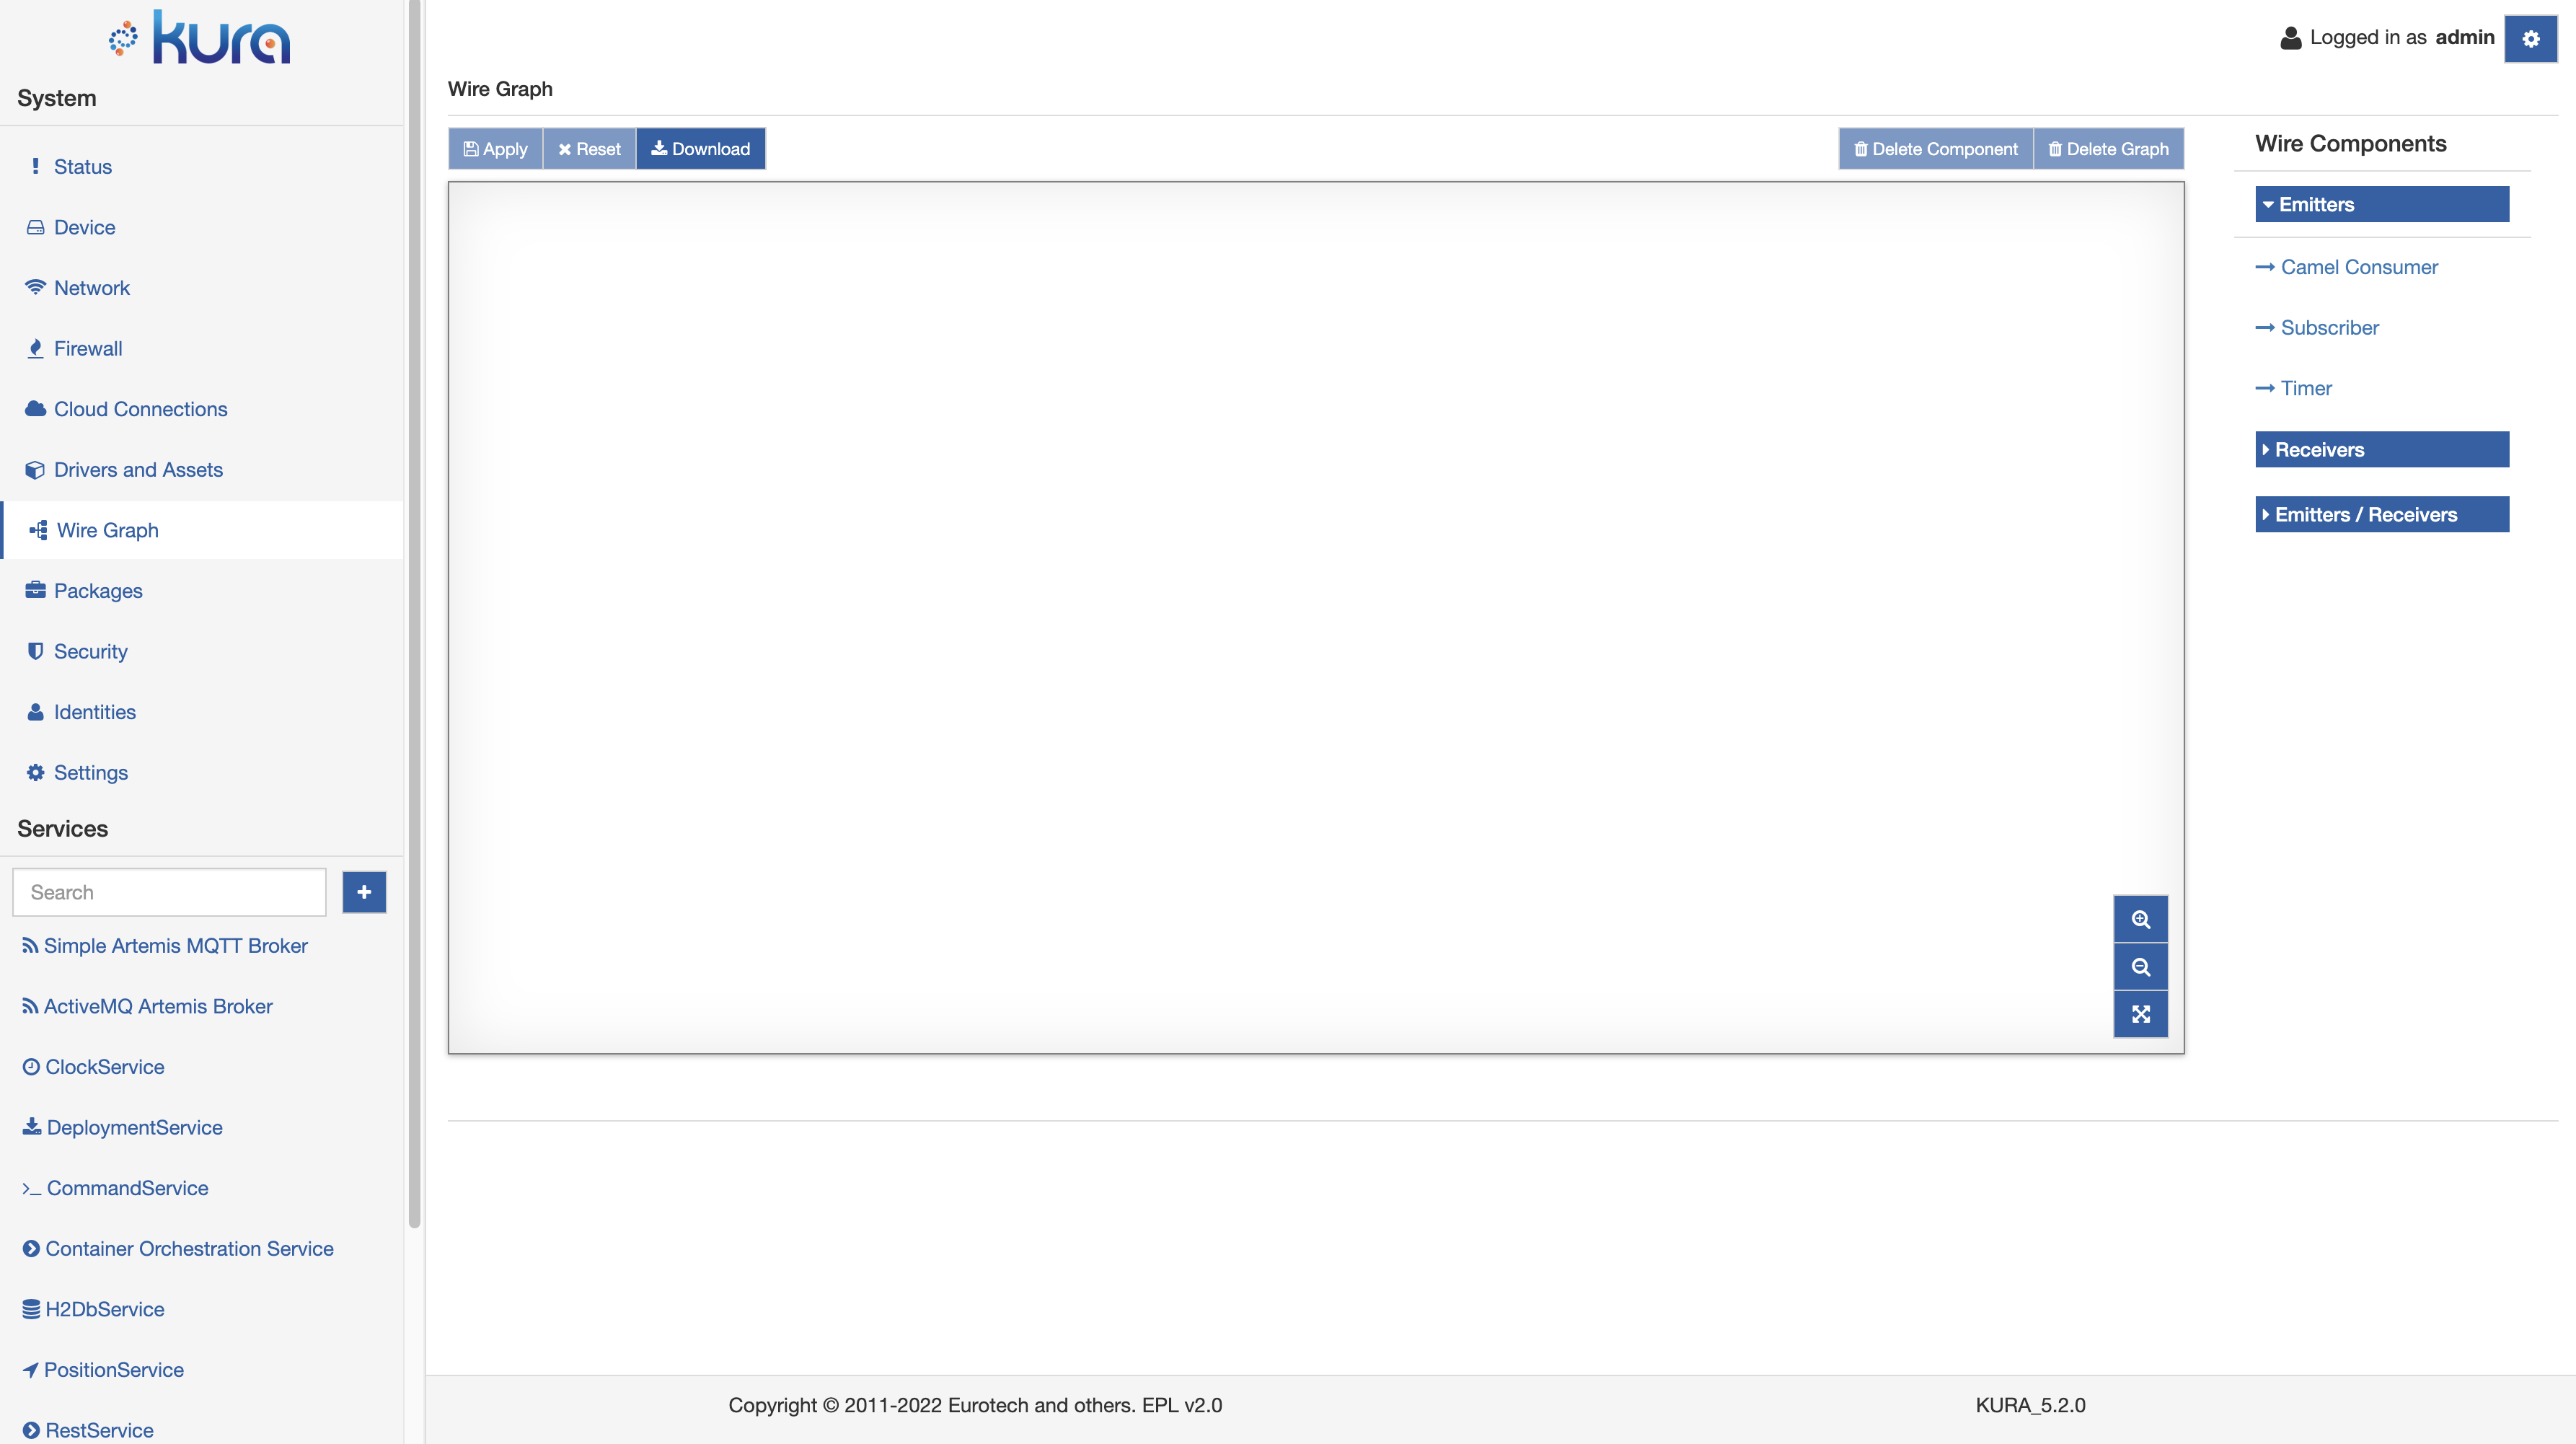 kura
System
Status
Device
Network
Firewall
Cloud Connections
Drivers and Assets
Wire Graph
Packages
Security
Identities
Settings
Services
Search
Simple Artemis MQTT Broker
ActiveMQ Artemis Broker
ClockService
DeploymentService
CommandService
Container Orchestration Service
H2DbService
PositionService
RestService
Logged in as admin
Wire Graph
Apply Reset Download
Delete Component Delete Graph
Wire Components
Emitters
Camel Consumer
Subscriber
Timer
Receivers
Emitters / Receivers
Copyright © 2011-2022 Eurotech and others. EPL v2.0
KURA_5.2.0